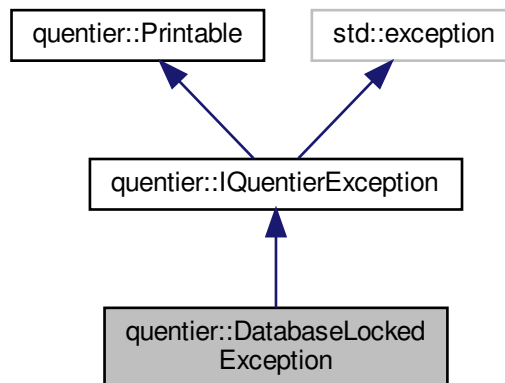 quentier::Printable
std::exception
quentier::IQuentierException
quentier::DatabaseLocked
Exception